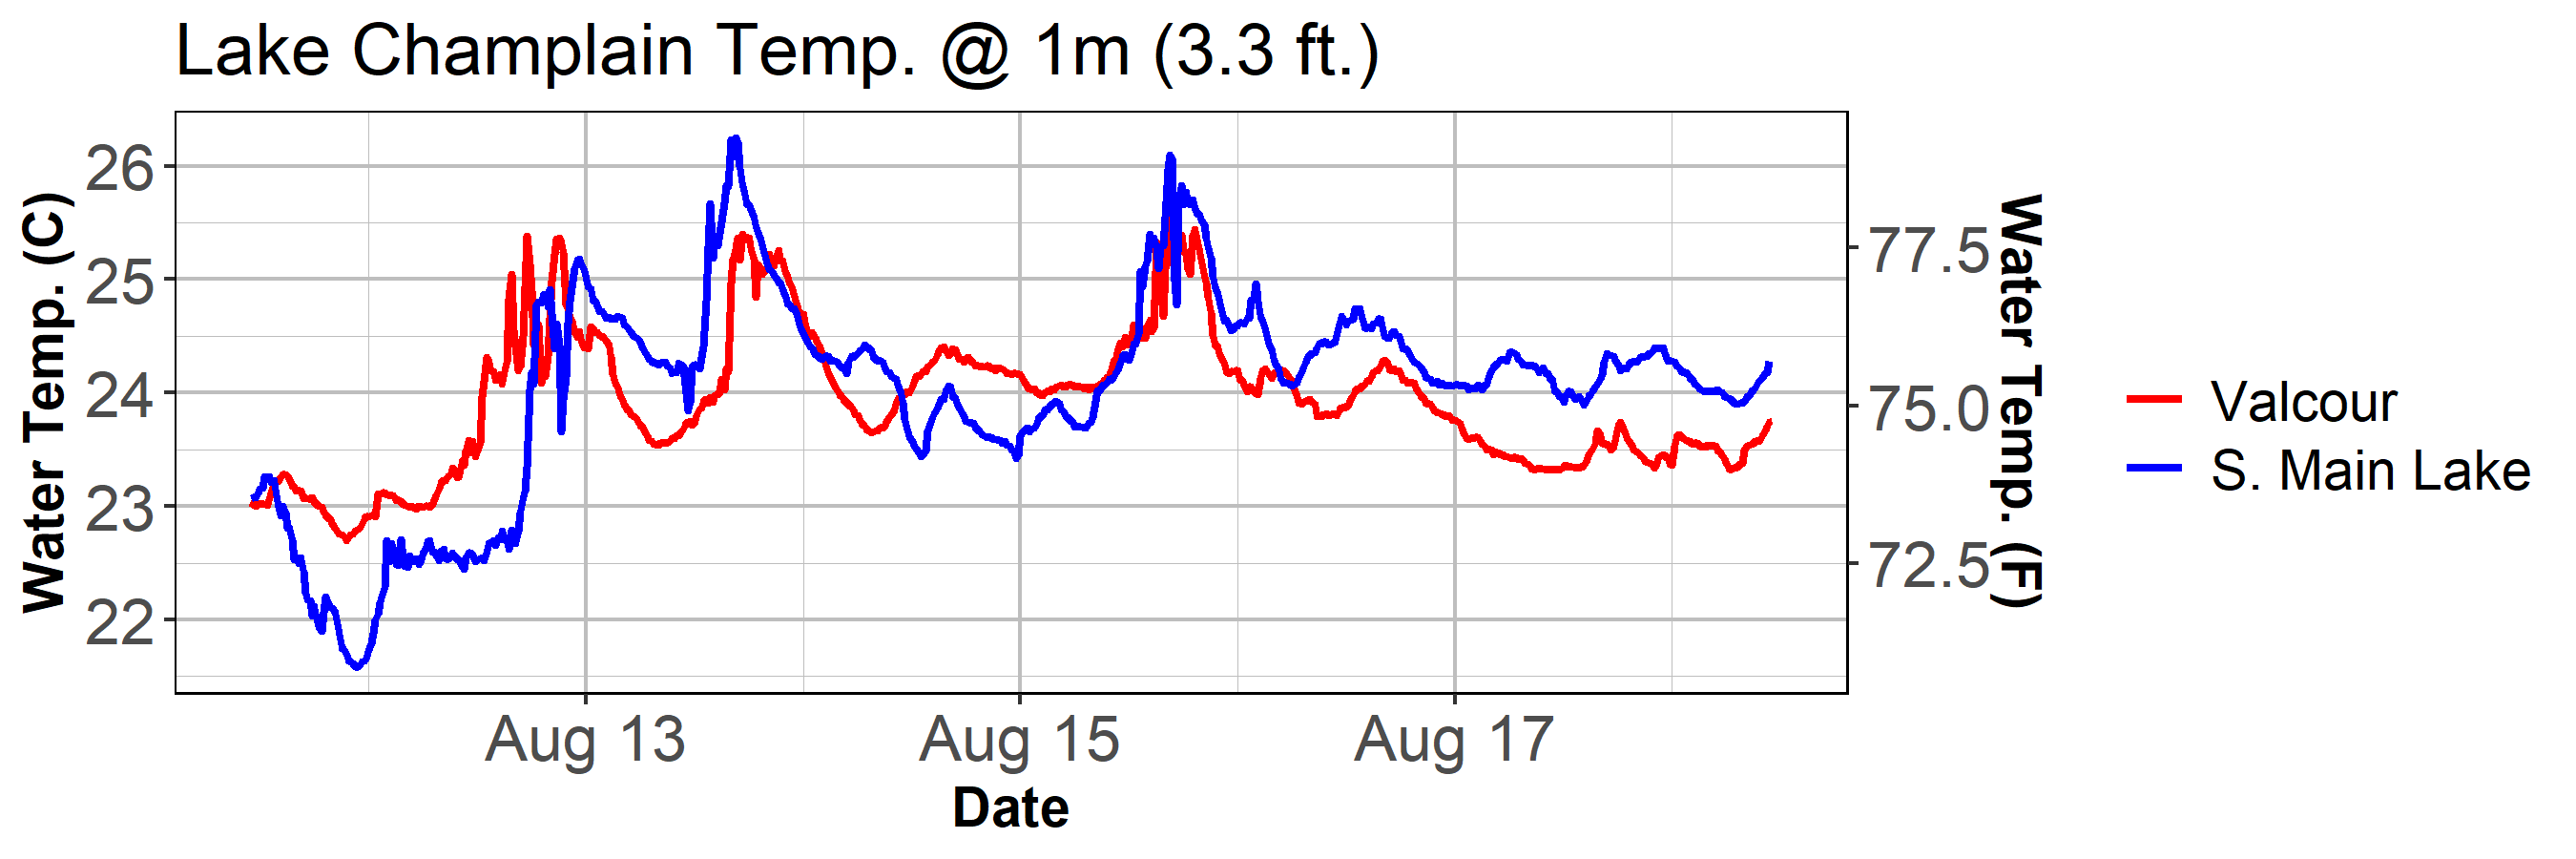 Lake Champlain Temp. @ 1m (3.3 ft.)
Water Temp. (C)
26
25
24
23
22
77.5
75.0
72.5
Water Temp. (F)
Aug 13
Aug 15
Aug 17
Date
Valcour
S. Main Lake